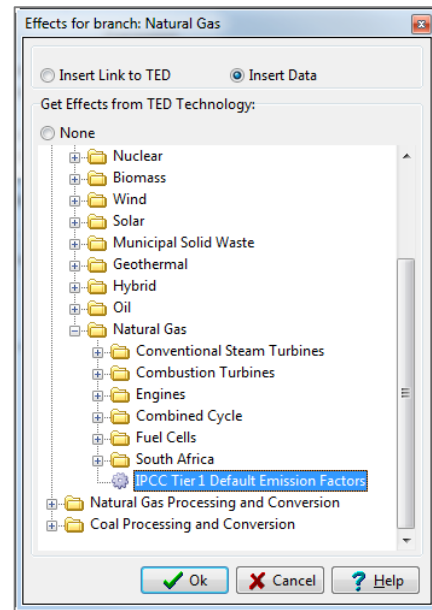 Effects for branch: Natural Gas
Insert Link to TED
Insert Data
Get Effects from TED Technology:
None
Nuclear
Biomass
Wind
Solar
Municipal Solid Waste
Geothermal
Hybrid
Oil
Natural Gas
Conventional Steam Turbines
Combustion Turbines
Engines
Combined Cycle
Fuel Cells
South Africa
IPCC Tier 1 Default Emission Factors
Natural Gas Processing and Conversion
Coal Processing and Conversion
Ok
Cancel
Help